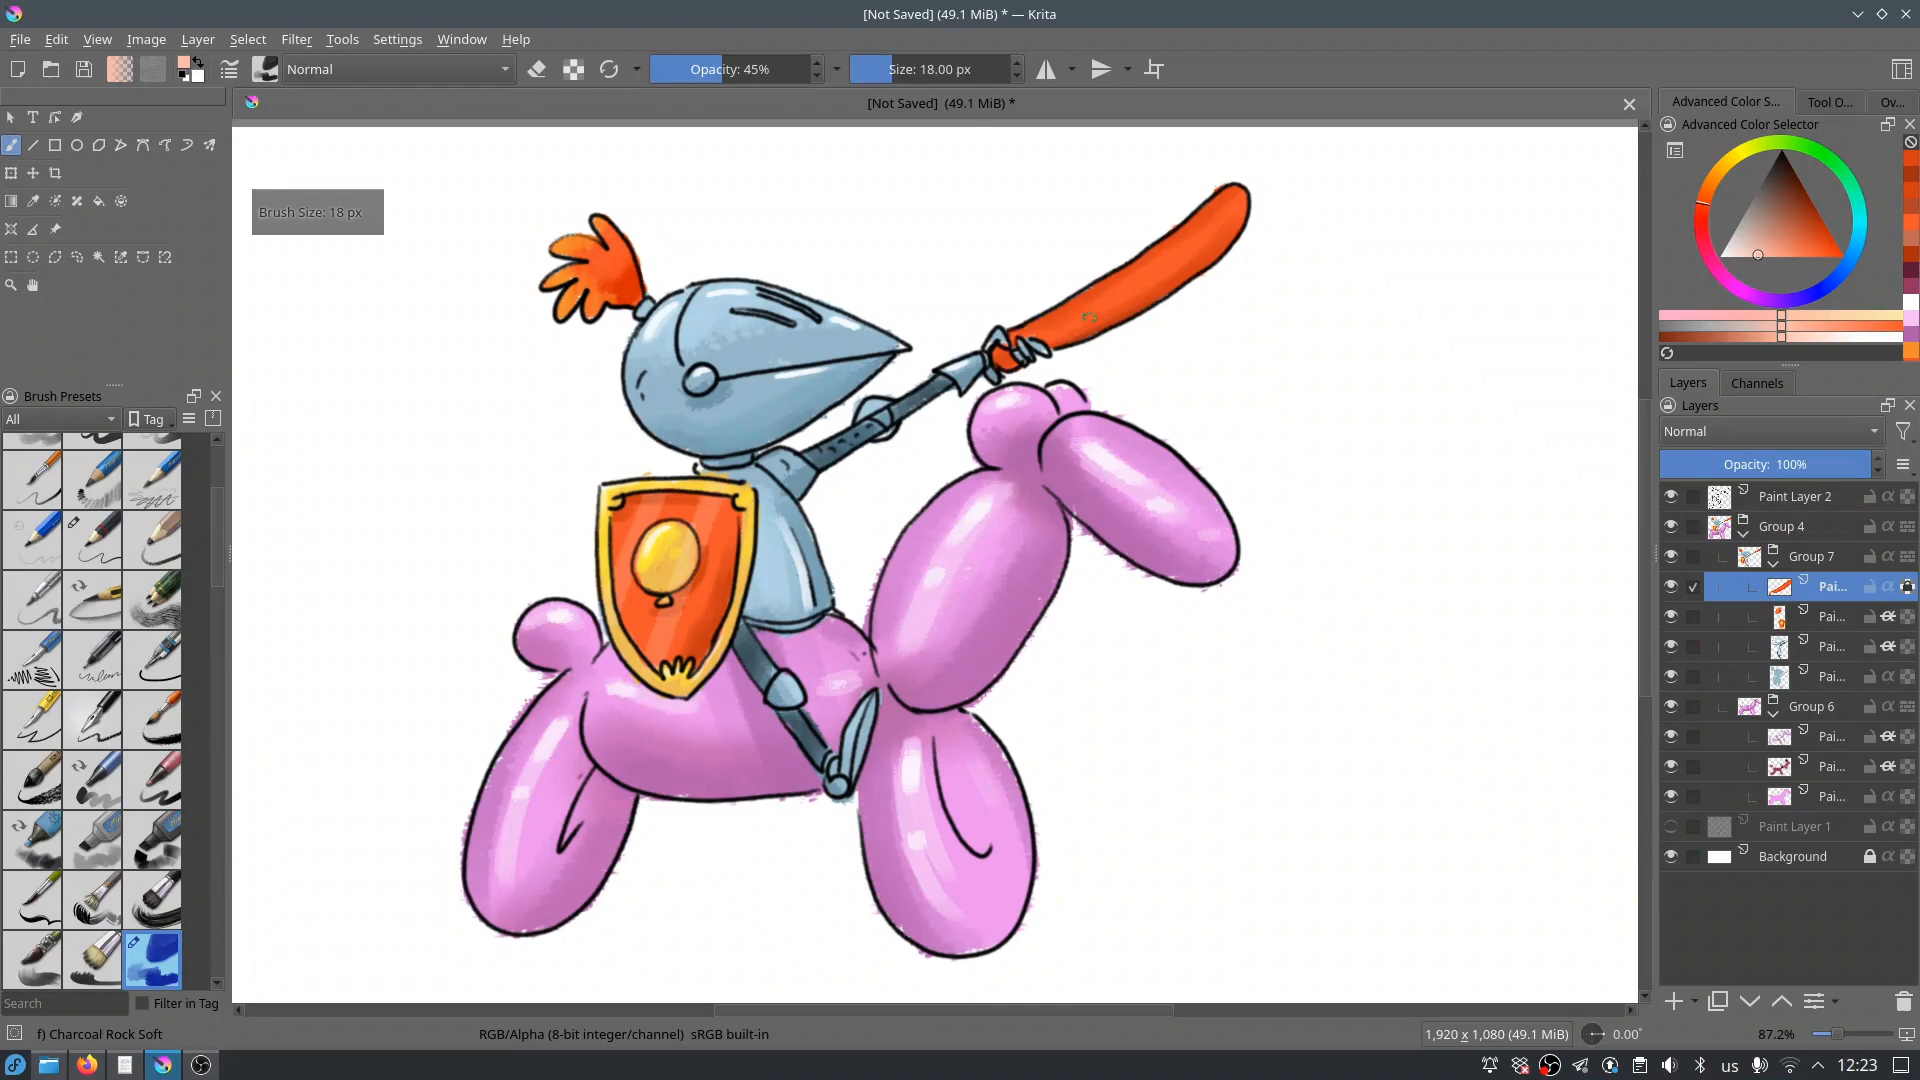 [Not Saved] (49.1 MiB) * — Krita
File Edit View Image Layer Select Filter Tools Settings Window Help
Normal
Opacity: 45%
Size: 18.00 px
[Not Saved] (49.1 MiB) *
Advanced Color S...
Tool O...
Ov...
Advanced Color Selector
Brush Size: 18 px
Brush Presets
All
Tag
Layers
Channels
Layers
Normal
Opacity: 100%
Paint Layer 2
Group 4
Group 7
Pai...
Pai...
Pai...
Pai...
Group 6
Pai...
Pai...
Pai...
Paint Layer 1
Background
Search
Filter in Tag
f) Charcoal Rock Soft
RGB/Alpha (8-bit integer/channel) sRGB built-in
1,920 x 1,080 (49.1 MiB)
0.00°
87.2%
us
12:23